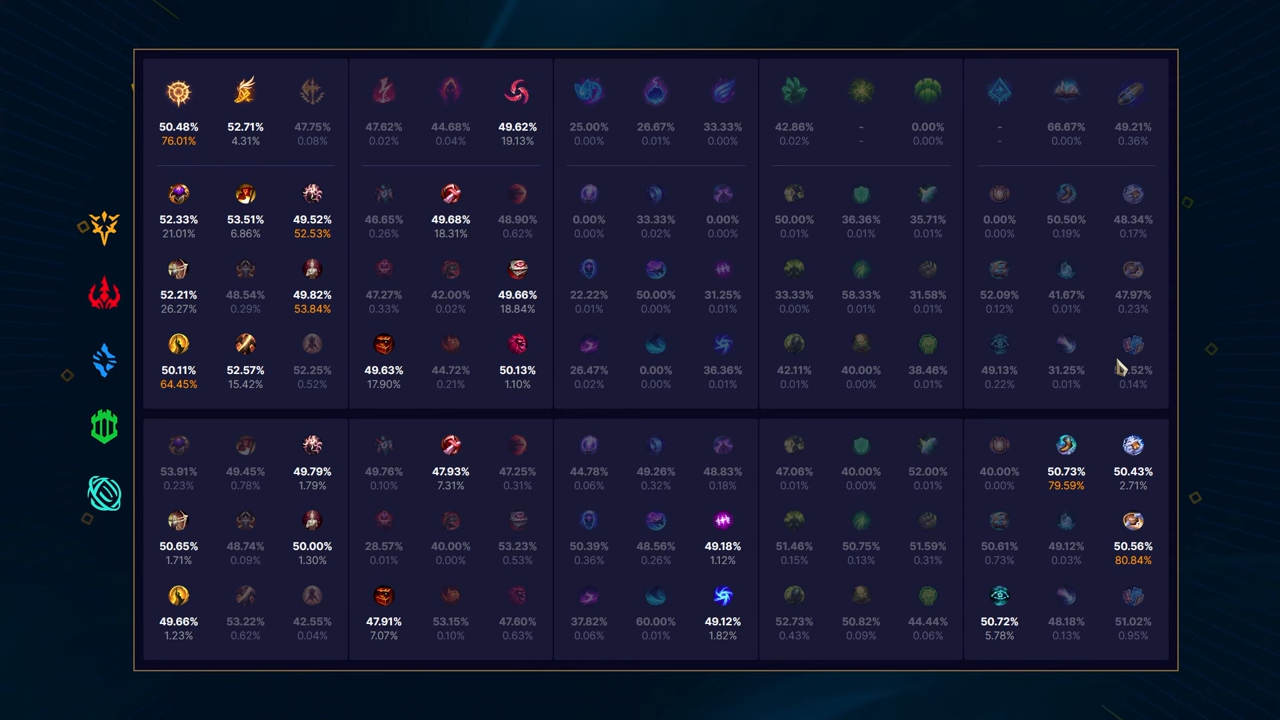 50.48% 52.71% 47.75% 47.62% 44.68% 49.62% 25.00% 26.67% 33.33% 42.86% - 0.00% - 66.67% 49.21%
76.01% 4.31% 0.08% 0.02% 0.04% 19.13% 0.00% 0.01% 0.00% 0.02% - 0.00% - 0.00% 0.36%
52.33% 53.51% 49.52% 46.65% 49.68% 48.90% 0.00% 33.33% 0.00% 50.00% 36.36% 35.71% 0.00% 50.50% 48.34%
21.01% 6.86% 52.53% 0.26% 18.31% 0.62% 0.00% 0.02% 0.00% 0.01% 0.01% 0.01% 0.00% 0.19% 0.17%
52.21% 48.54% 49.82% 47.27% 42.00% 49.66% 22.22% 50.00% 31.25% 33.33% 58.33% 31.58% 52.09% 41.67% 47.97%
26.27% 0.29% 53.84% 0.33% 0.02% 18.84% 0.01% 0.00% 0.01% 0.00% 0.01% 0.01% 0.12% 0.01% 0.23%
50.11% 52.57% 52.25% 49.63% 44.72% 50.13% 26.47% 0.00% 36.36% 42.11% 40.00% 38.46% 49.13% 31.25% .52%
64.45% 15.42% 0.52% 17.90% 0.21% 1.10% 0.02% 0.00% 0.01% 0.01% 0.00% 0.01% 0.22% 0.01% 0.14%
53.91% 49.45% 49.79% 49.76% 47.93% 47.25% 44.78% 49.26% 48.83% 47.06% 40.00% 52.00% 40.00% 50.73% 50.43%
0.23% 0.78% 1.79% 0.10% 7.31% 0.31% 0.06% 0.32% 0.18% 0.01% 0.00% 0.01% 0.00% 79.59% 2.71%
50.65% 48.74% 50.00% 28.57% 40.00% 53.23% 50.39% 48.56% 49.18% 51.46% 50.75% 51.59% 50.61% 49.12% 50.56%
1.71% 0.09% 1.30% 0.01% 0.00% 0.53% 0.36% 0.26% 1.12% 0.15% 0.13% 0.31% 0.73% 0.03% 80.84%
49.66% 53.22% 42.55% 47.91% 53.15% 47.60% 37.82% 60.00% 49.12% 52.73% 50.82% 44.44% 50.72% 48.18% 51.02%
1.23% 0.62% 0.04% 7.07% 0.10% 0.63% 0.06% 0.01% 1.82% 0.43% 0.09% 0.06% 5.78% 0.13% 0.95%